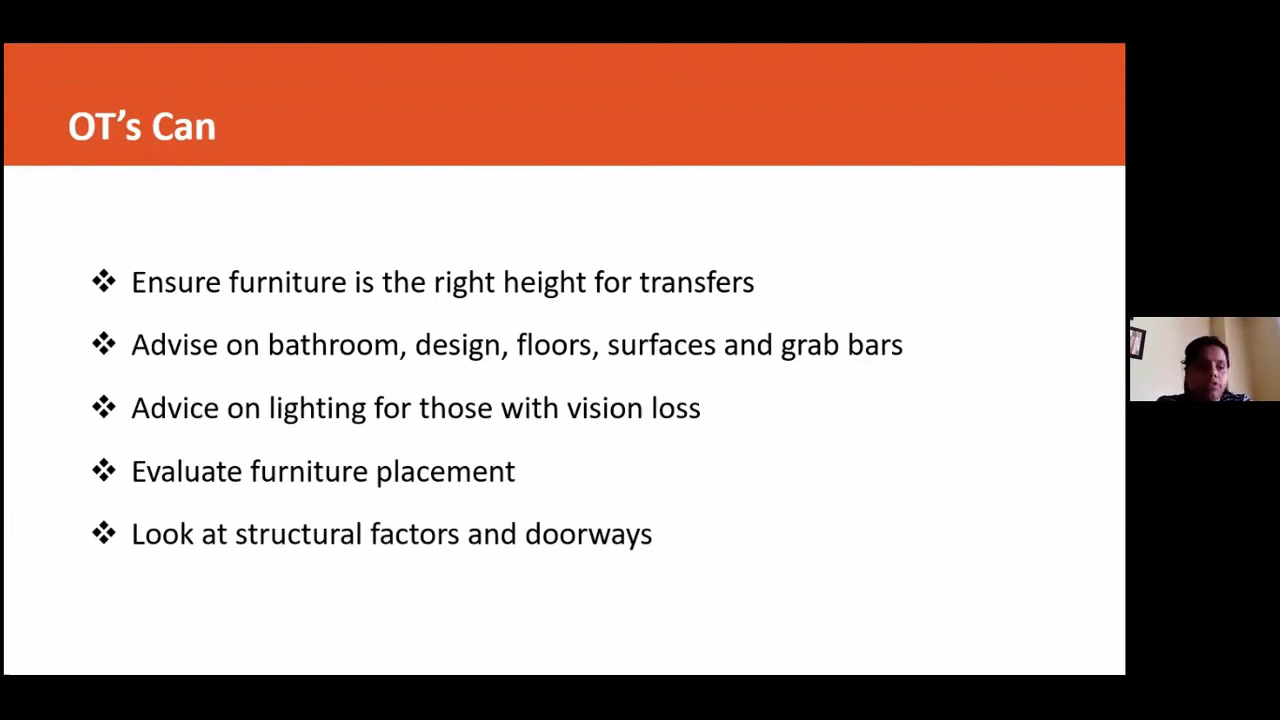 OT’s Can
❖ Ensure furniture is the right height for transfers
❖ Advise on bathroom, design, floors, surfaces and grab bars
❖ Advice on lighting for those with vision loss
❖ Evaluate furniture placement
❖ Look at structural factors and doorways